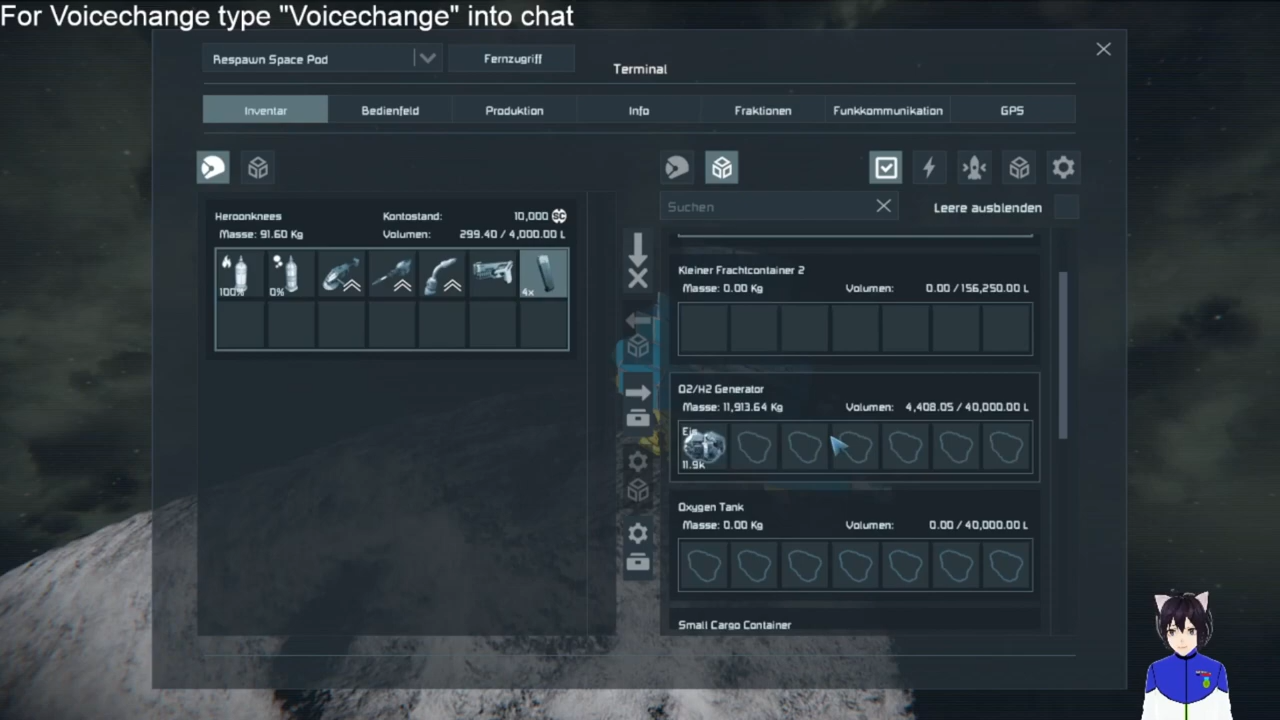 For Voicechange type "Voicechange" into chat
Respawn Space Pod
Fernzugriff
Terminal
Inventar
Bedienfeld
Produktion
Info
Fraktionen
Funkkommunikation
GPS
Suchen
Leere ausblenden
Heroonknees
Kontostand: 10,000 SC
Masse: 91.60 Kg
Volumen: 299.40 / 4,000.00 L
100%
0%
4x
Kleiner Frachtcontainer 2
Masse: 0.00 Kg
Volumen: 0.00 / 156,250.00 L
O2/H2 Generator
Masse: 11,913.64 Kg
Volumen: 4,408.05 / 40,000.00 L
Eis
11.9k
Oxygen Tank
Masse: 0.00 Kg
Volumen: 0.00 / 40,000.00 L
Small Cargo Container